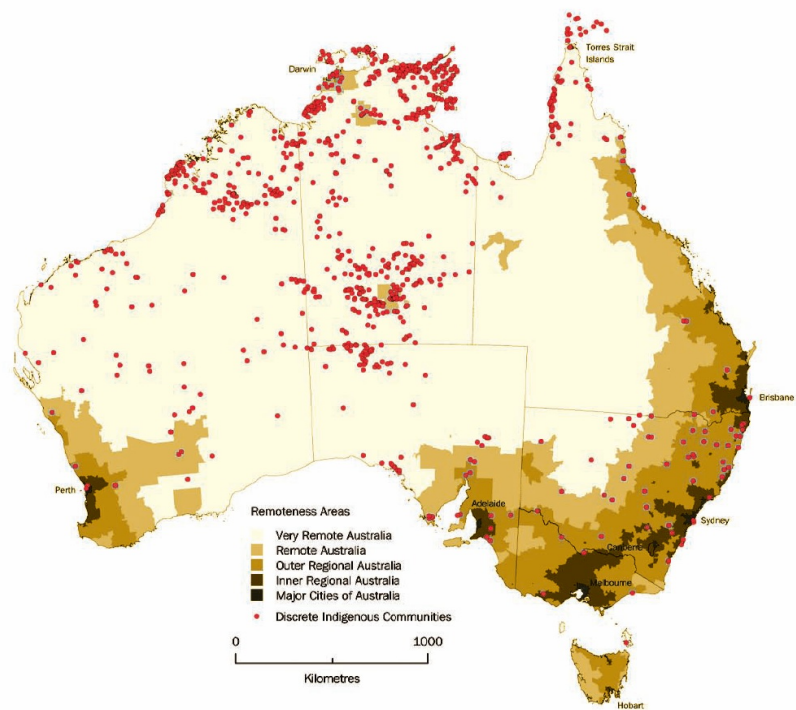 Torres Strait
Islands
Darwin
Brisbane
Perth
Adelaide
Sydney
Canberra
Melbourne
Hobart
Remoteness Areas
Very Remote Australia
Remote Australia
Outer Regional Australia
Inner Regional Australia
Major Cities of Australia
Discrete Indigenous Communities
0
1000
Kilometres